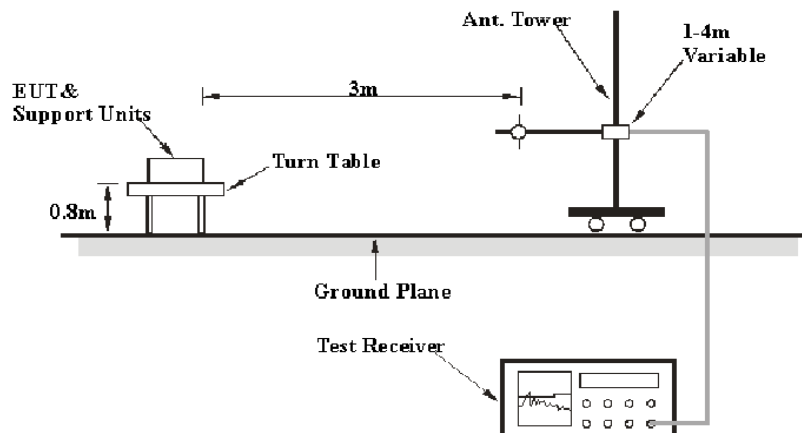 Ant. Tower
1-4m
Variable
EUT&
Support Units
3m
Turn Table
0.8m
Ground Plane
Test Receiver